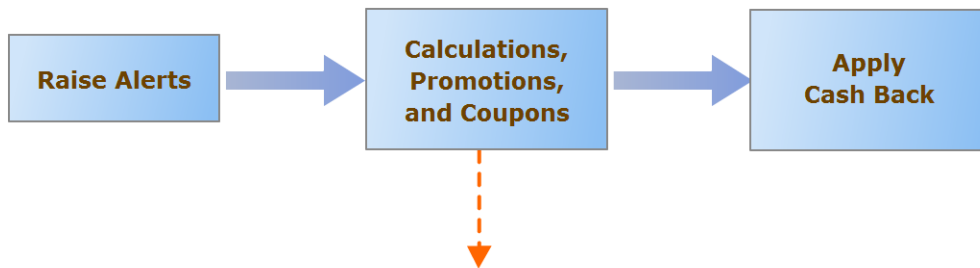 Raise Alerts
Calculations,
Promotions,
and Coupons
Apply
Cash Back